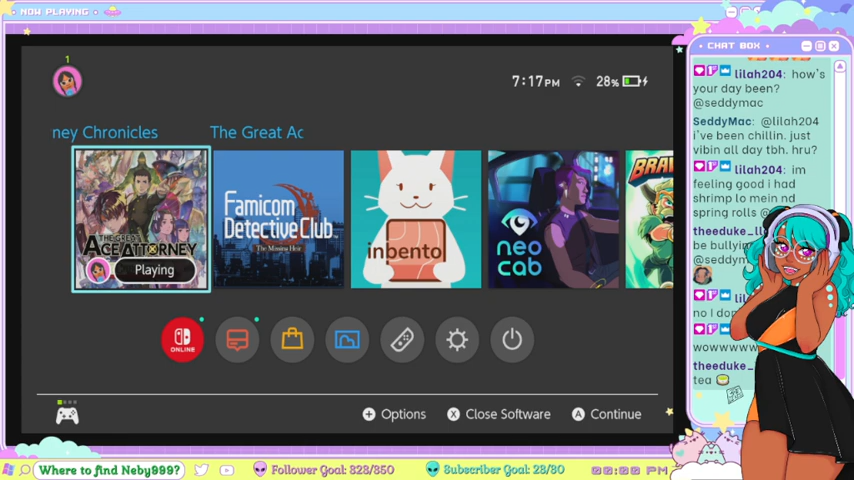 NOW PLAYING
1
7:17PM
28%
ney Chronicles
The Great Ac
THE GREAT
ACE ATTORNEY
Playing
FAMICOM
DETECTIVE CLUB
The Missing Heir
inbento
neo
cab
BRAV
ONLINE
Options
Close Software
Continue
CHAT BOX
lilah204: how's
your day been?
@seddymac
SeddyMac: @lilah204
i've been chillin. just
vibin all day tbh. hru?
lilah204: im
feeling good i had
shrimp lo mein nd
spring rolls @
theeduke_
be bullyi
@seddym
lil
no I do
wowwwww
theeduke_
tea
Where to find Neby999?
Follower Goal: 828/850
Subscriber Goal: 28/80
00:00 PM